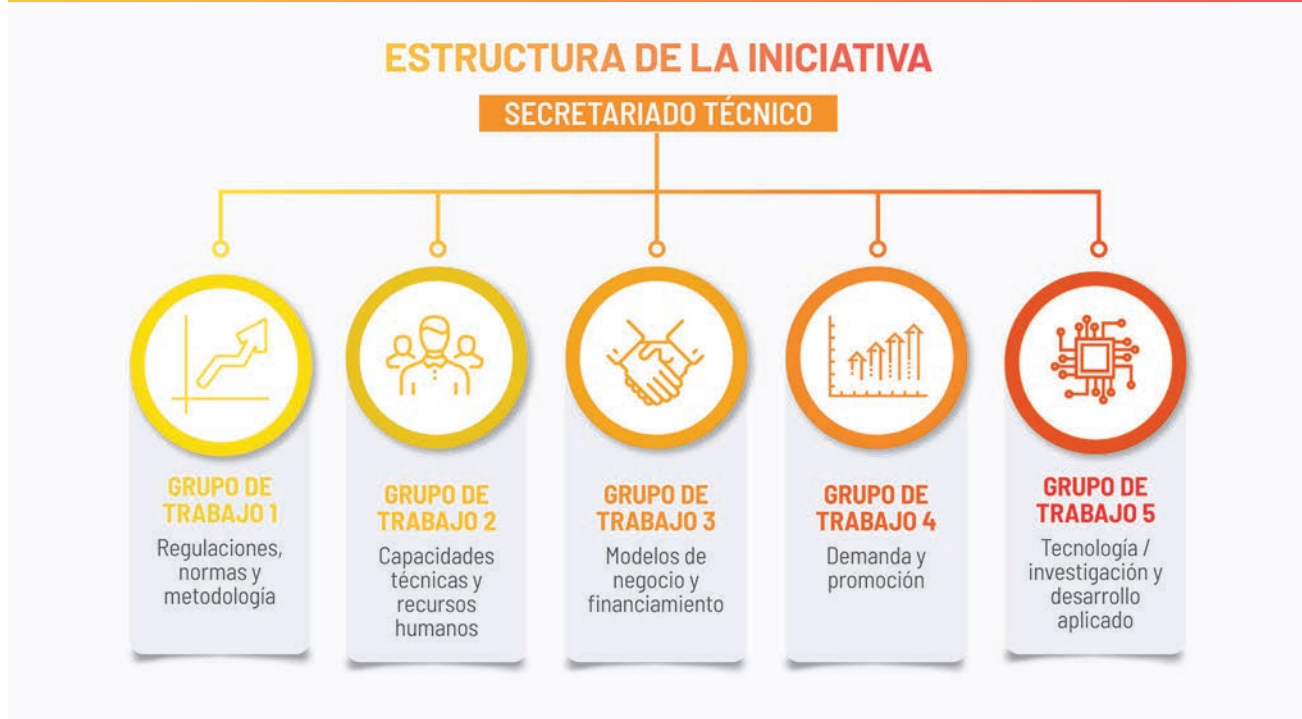 ESTRUCTURA DE LA INICIATIVA
SECRETARIADO TÉCNICO
GRUPO DE
TRABAJO 1
Regulaciones,
normas y
metodología
GRUPO DE
TRABAJO 2
Capacidades
técnicas y
recursos
humanos
GRUPO DE
TRABAJO 3
Modelos de
negocio y
financiamiento
GRUPO DE
TRABAJO 4
Demanda y
promoción
GRUPO DE
TRABAJO 5
Tecnología /
investigación y
desarrollo
aplicado